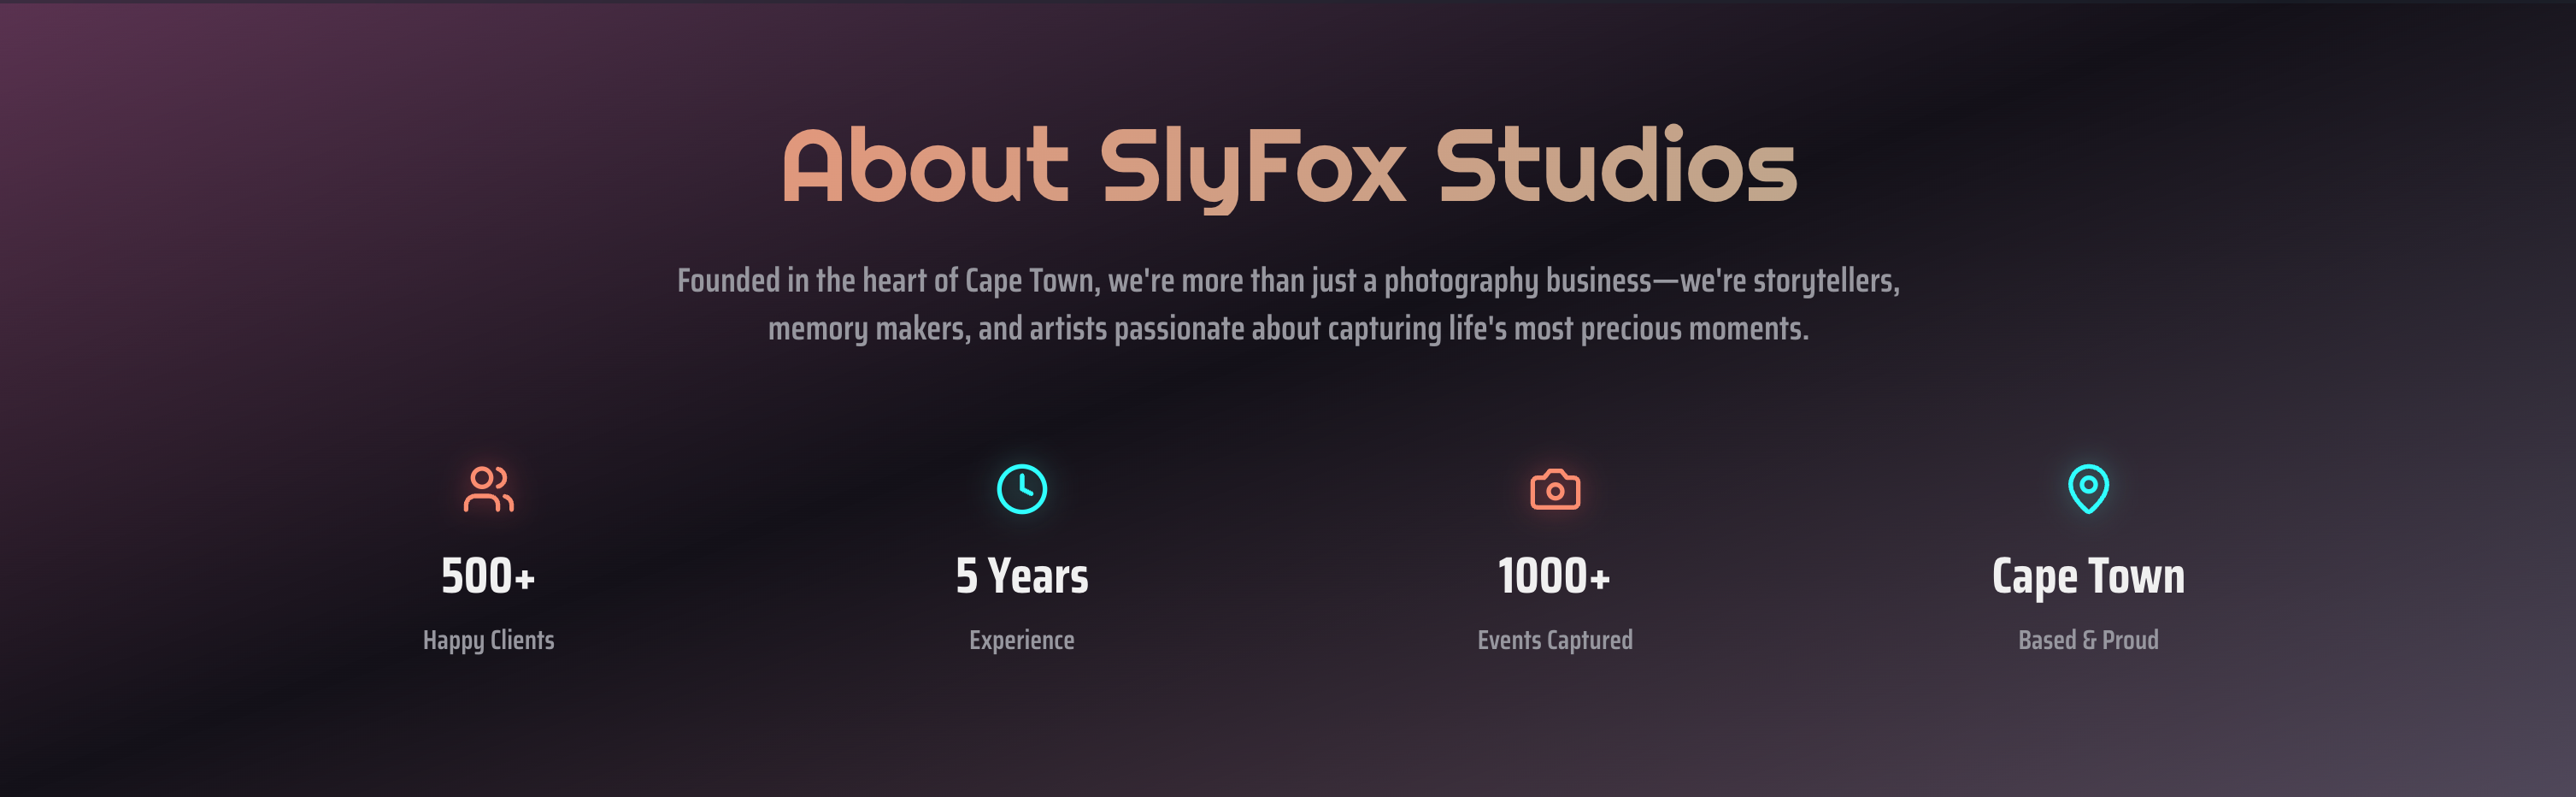 About SlyFox Studios
Founded in the heart of Cape Town, we're more than just a photography business—we're storytellers,
memory makers, and artists passionate about capturing life's most precious moments.
500+
5 Years
1000+
Cape Town
Happy Clients
Experience
Events Captured
Based & Proud